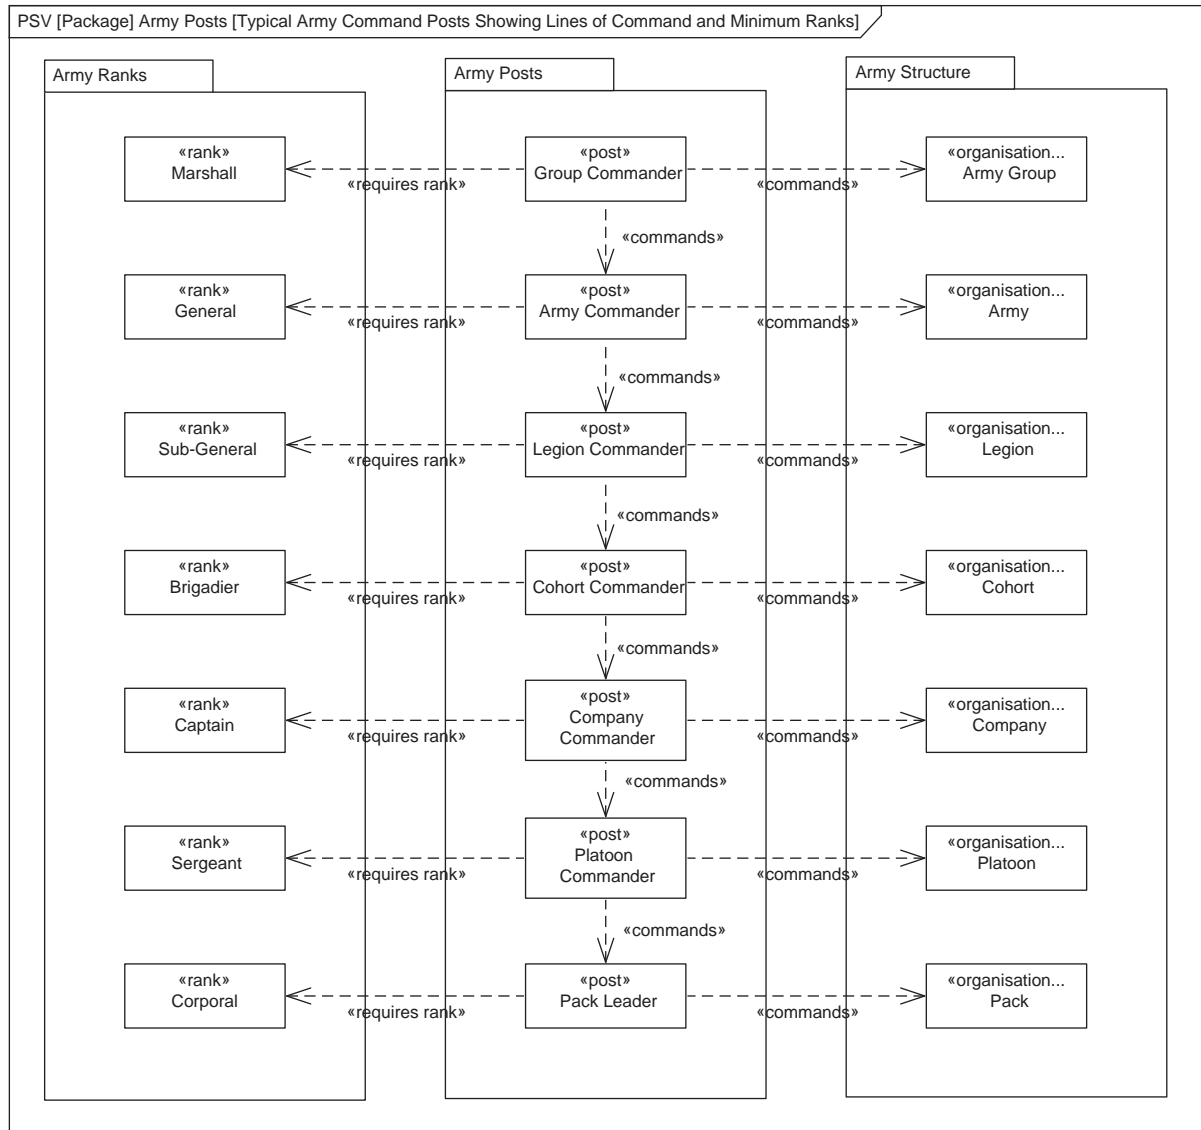 PSV [Package] Army Posts [Typical Army Command Posts Showing Lines of Command and Minimum Ranks]
Army Ranks
Army Posts
Army Structure
«rank»
Marshall
«requires rank»
«post»
Group Commander
«commands»
«organisation...
Army Group
«commands»
«rank»
General
«requires rank»
«post»
Army Commander
«commands»
«organisation...
Army
«commands»
«rank»
Sub-General
«requires rank»
«post»
Legion Commander
«commands»
«organisation...
Legion
«commands»
«rank»
Brigadier
«requires rank»
«post»
Cohort Commander
«commands»
«organisation...
Cohort
«commands»
«rank»
Captain
«requires rank»
«post»
Company
Commander
«commands»
«organisation...
Company
«commands»
«rank»
Sergeant
«requires rank»
«post»
Platoon
Commander
«commands»
«organisation...
Platoon
«commands»
«rank»
Corporal
«requires rank»
«post»
Pack Leader
«commands»
«organisation...
Pack